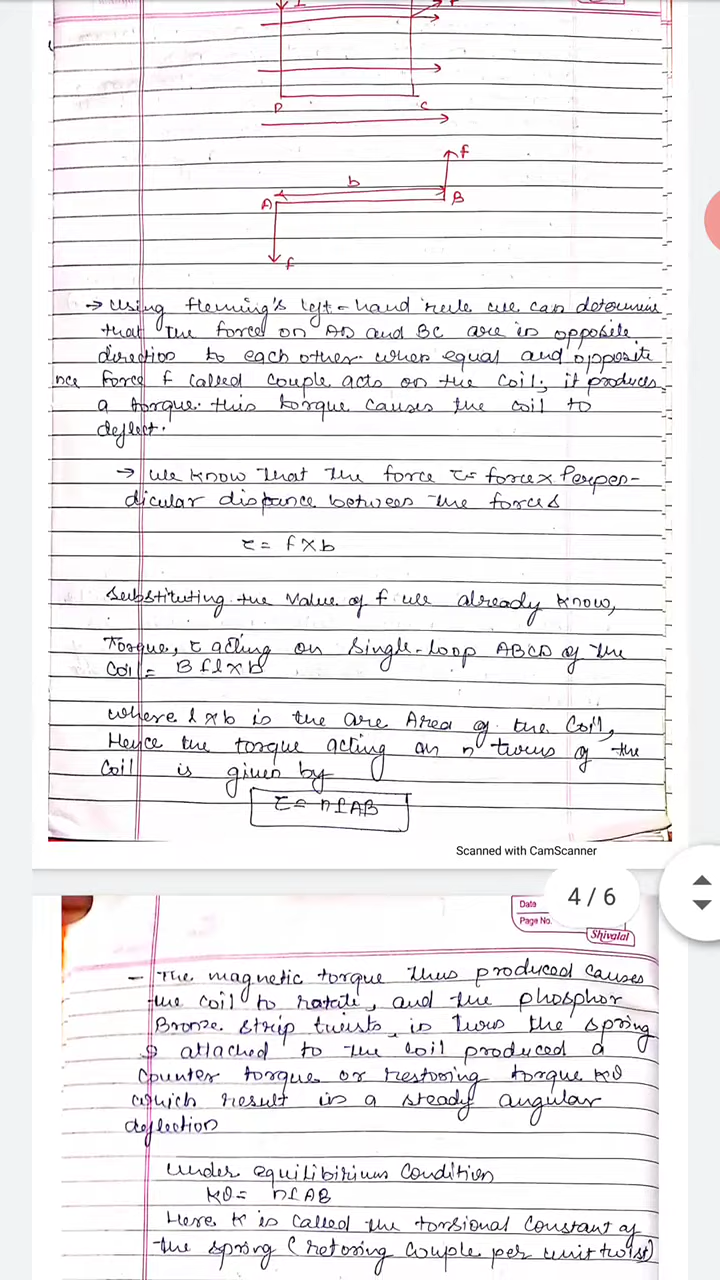 D
C
f
b
A
B
f
→ Using fleming's left-hand rule we can determine
that the force on AD and BC are in opposite
direction to each other. when equal and opposite
nce force f called couple acts on the coil, it produces
a torque. this torque causes the coil to
deflect.
→ we know that the force τ = force x Perpen-
dicular distance between the forces
τ = f x b
Substituting the value of f we already know,
Torque, τ acting on single-loop ABCD of the
coil = B I l x b
where l x b is the are Area of the coil,
Hence the torque acting on n turns of the
coil is given by
τ = n I A B
Scanned with CamScanner
4 / 6
Date
Page No.
Shivalal
- The magnetic torque thus produced causes
the coil to rotate, and the phosphor
Bronze strip twists, in turn the spring
attached to the coil produced a
counter torque or restoring torque kθ
which result in a steady angular
deflection
under equilibirium condition
kθ = n I A B
Here k is called the torsional constant of
the spring (retoring couple per unit twist)